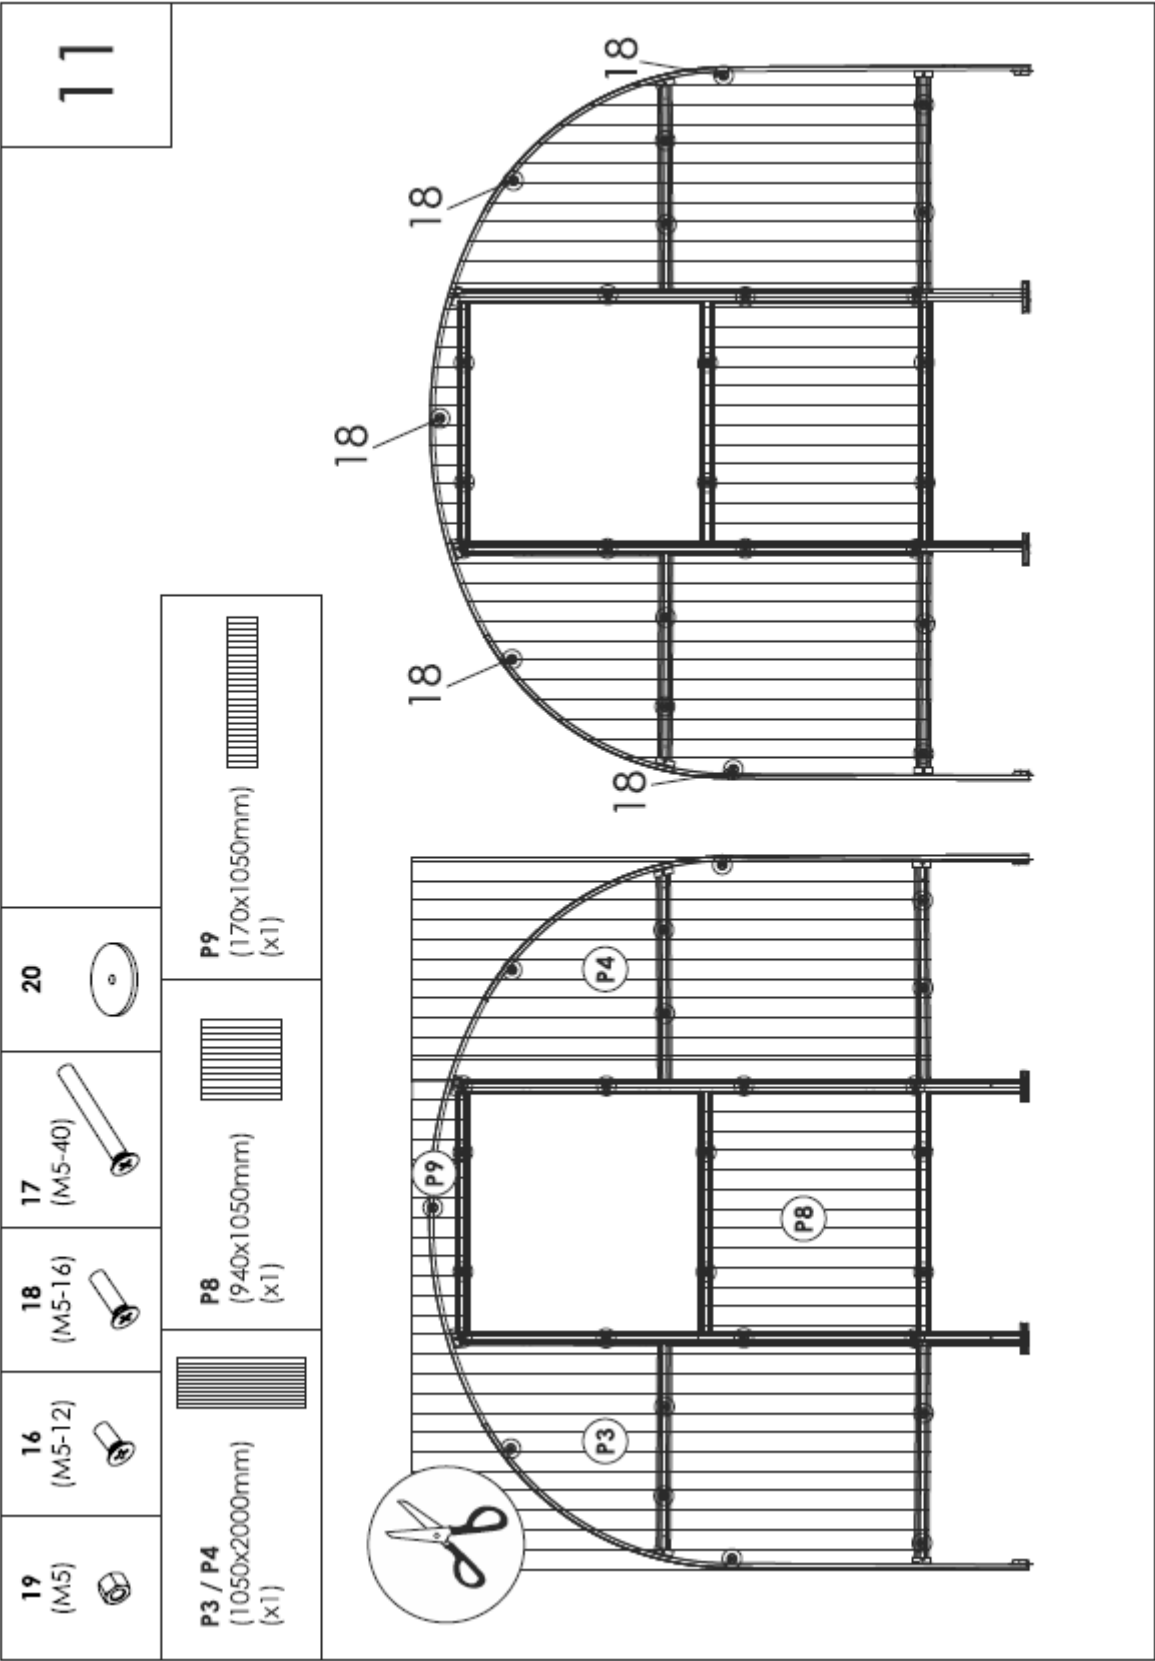 11
19
(M5)
16
(M5-12)
18
(M5-16)
17
(M5-40)
20
P3 / P4
(1050x2000mm)
(x1)
P8
(940x1050mm)
(x1)
P9
(170x1050mm)
(x1)
P3
P9
P8
P4
18
18
18
18
18